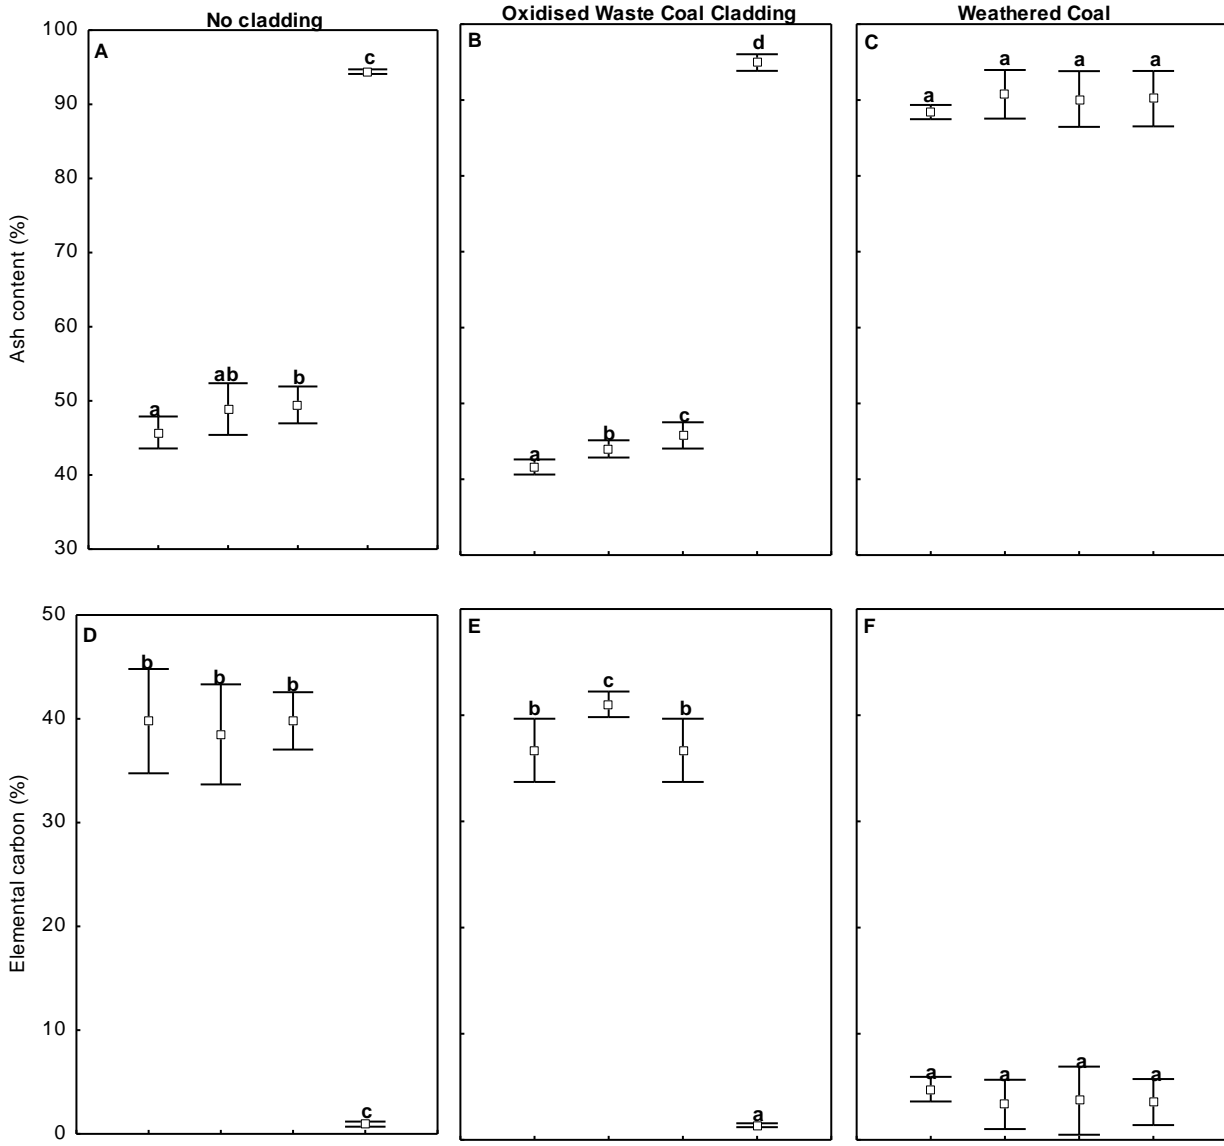 No cladding
Oxidised Waste Coal Cladding
Weathered Coal
A
B
C
Ash content (%)
100
90
80
70
60
50
40
30
a
ab
b
c
a
b
c
d
a
a
a
a
D
E
F
Elemental carbon (%)
50
40
30
20
10
0
b
b
b
c
b
c
b
a
a
a
a
a